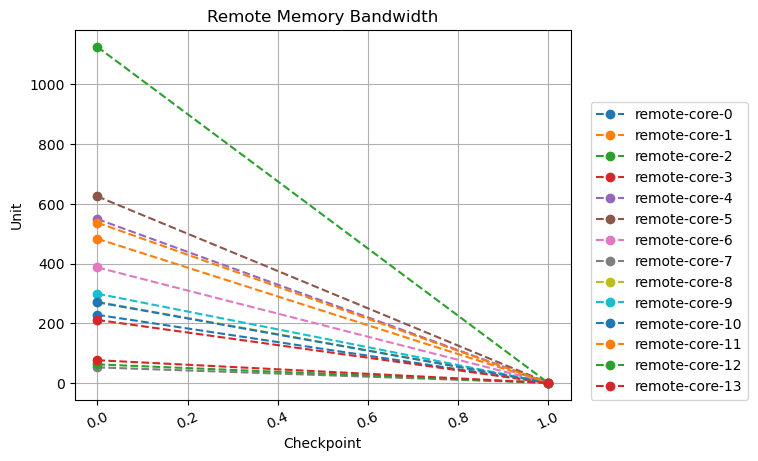 Remote Memory Bandwidth
Unit
1000
800
600
400
200
0
0.0 0.2 0.4 0.6 0.8 1.0
Checkpoint
remote-core-0
remote-core-1
remote-core-2
remote-core-3
remote-core-4
remote-core-5
remote-core-6
remote-core-7
remote-core-8
remote-core-9
remote-core-10
remote-core-11
remote-core-12
remote-core-13